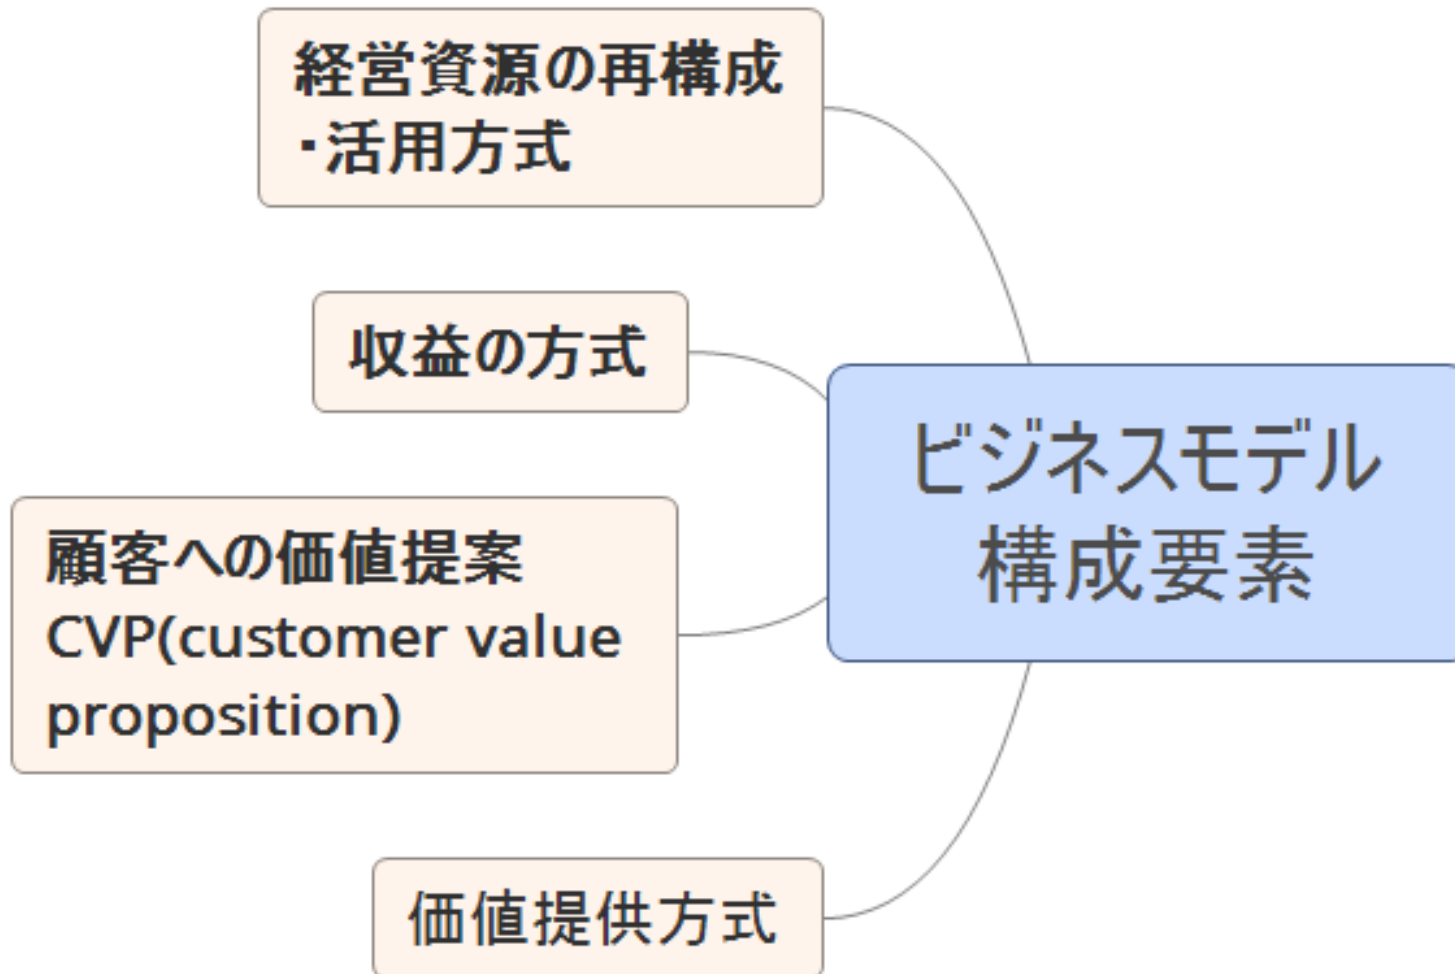 経営資源の再構成
・活用方式
収益の方式
ビジネスモデル
構成要素
顧客への価値提案
CVP(customer value
proposition)
価値提供方式